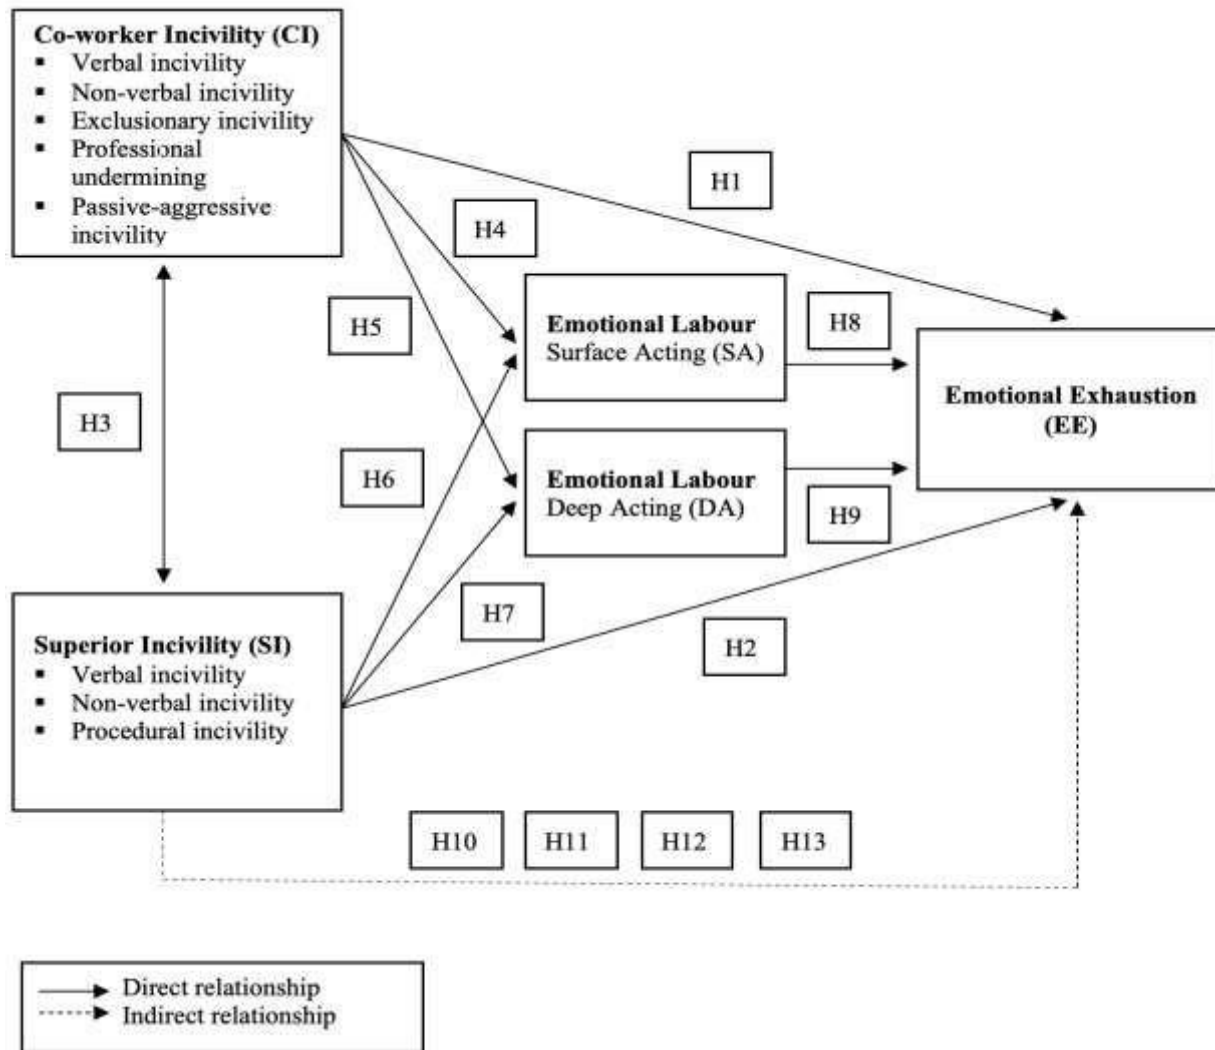 Co-worker Incivility (CI)
▪ Verbal incivility
▪ Non-verbal incivility
▪ Exclusionary incivility
▪ Professional
undermining
▪ Passive-aggressive
incivility
H1
H4
H5
Emotional Labour
Surface Acting (SA)
H8
Emotional Exhaustion
(EE)
H3
H6
Emotional Labour
Deep Acting (DA)
H9
H7
H2
Superior Incivility (SI)
▪ Verbal incivility
▪ Non-verbal incivility
▪ Procedural incivility
H10
H11
H12
H13
Direct relationship
Indirect relationship